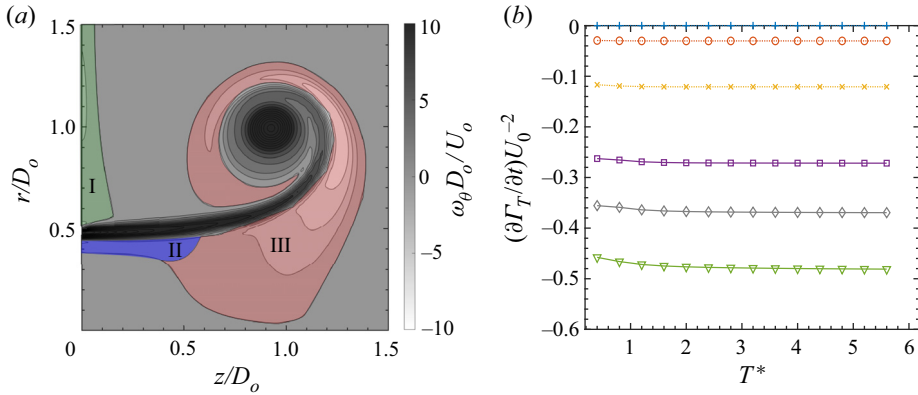 (a)
1.5
1.0
0.5
0
0.5
1.0
1.5
r/D_o
z/D_o
I
II
III
10
5
0
−5
−10
ω_θ D_o/U_o
(b)
0
−0.1
−0.2
−0.3
−0.4
−0.5
−0.6
1
2
3
4
5
6
(∂Γ_T/∂t)U_0^{−2}
T*